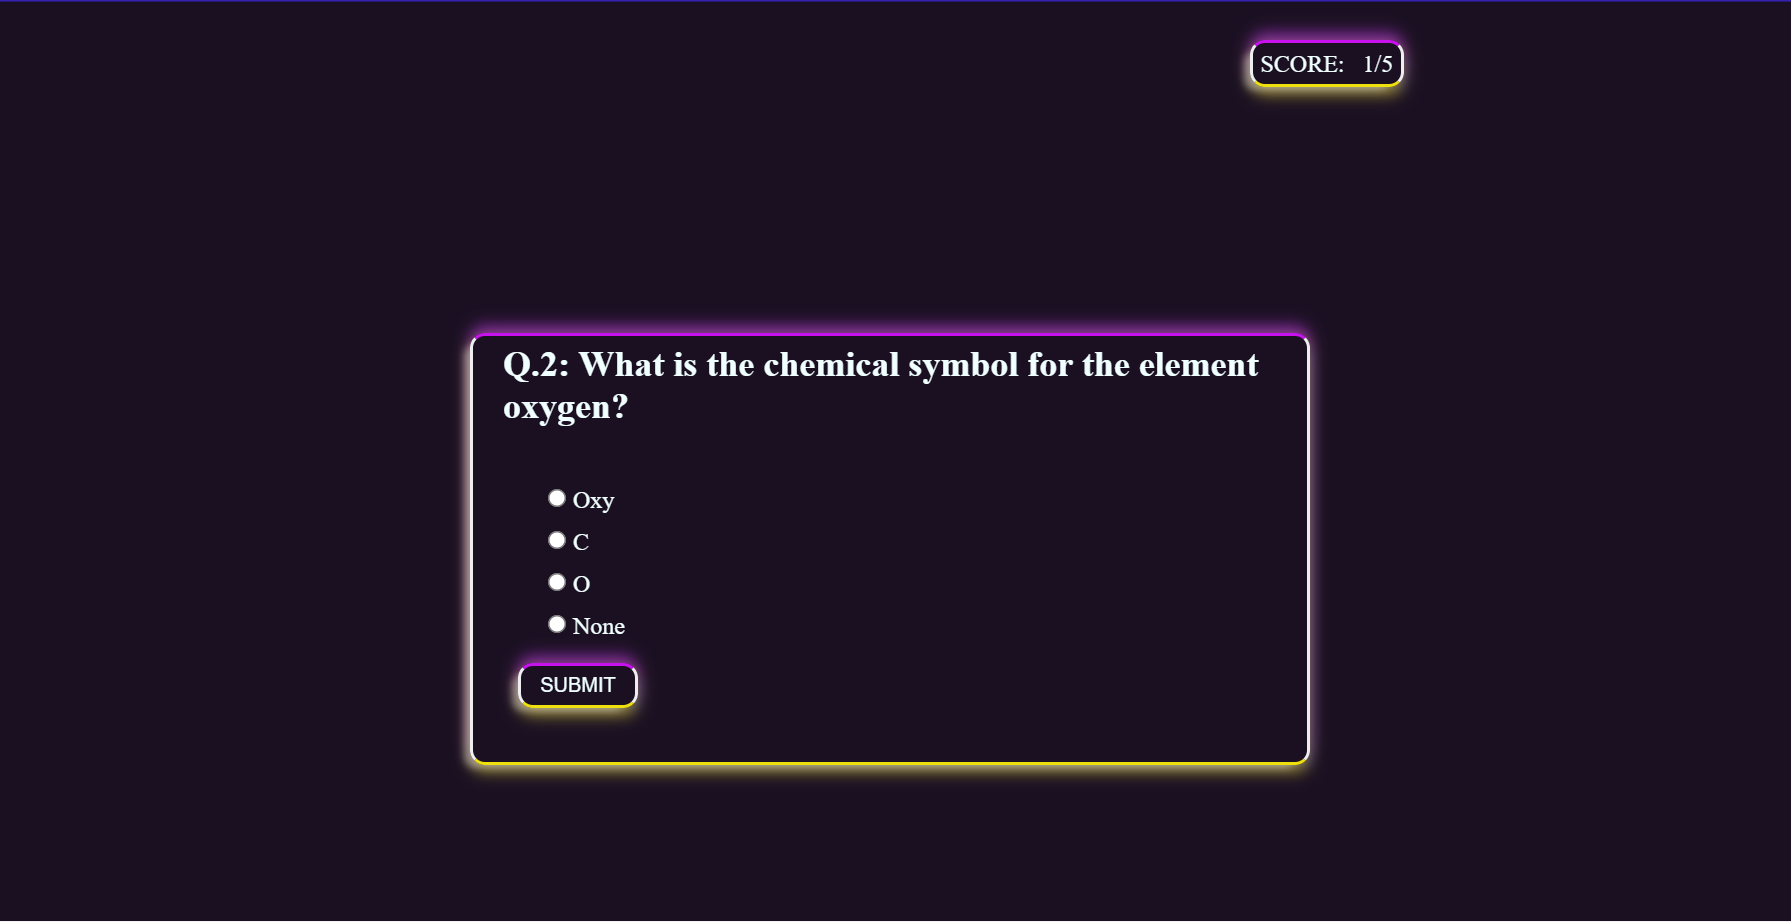 SCORE: 1/5
Q.2: What is the chemical symbol for the element
oxygen?
Oxy
C
O
None
SUBMIT